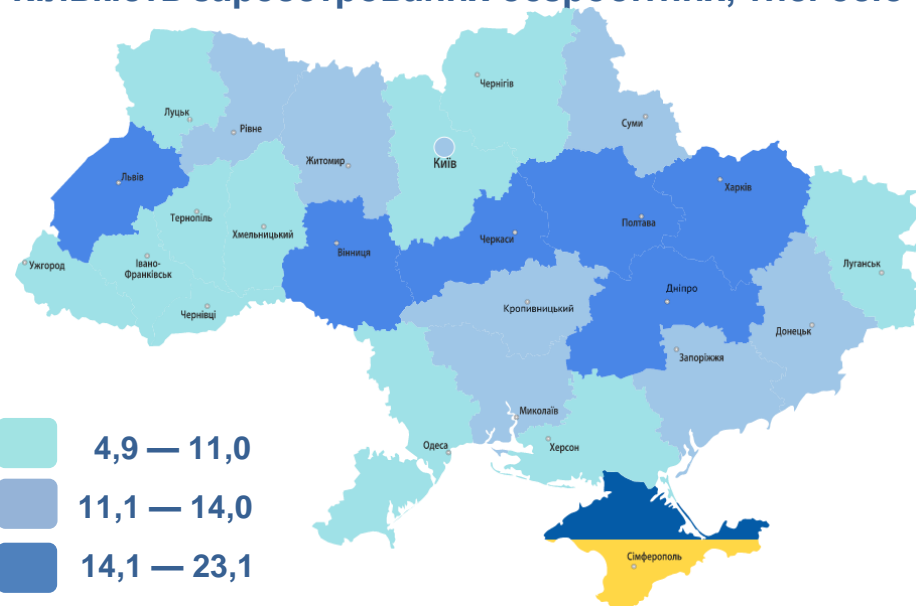 Чернігів
Луцьк
Суми
Рівне
Київ
Житомир
Львів
Харків
Тернопіль
Полтава
Хмельницький
Черкаси
Вінниця
Ужгород
Івано-
Франківськ
Луганськ
Дніпро
Чернівці
Кропивницький
Донецьк
Запоріжжя
Миколаїв
Одеса
Херсон
4,9 — 11,0
11,1 — 14,0
14,1 — 23,1
Сімферополь